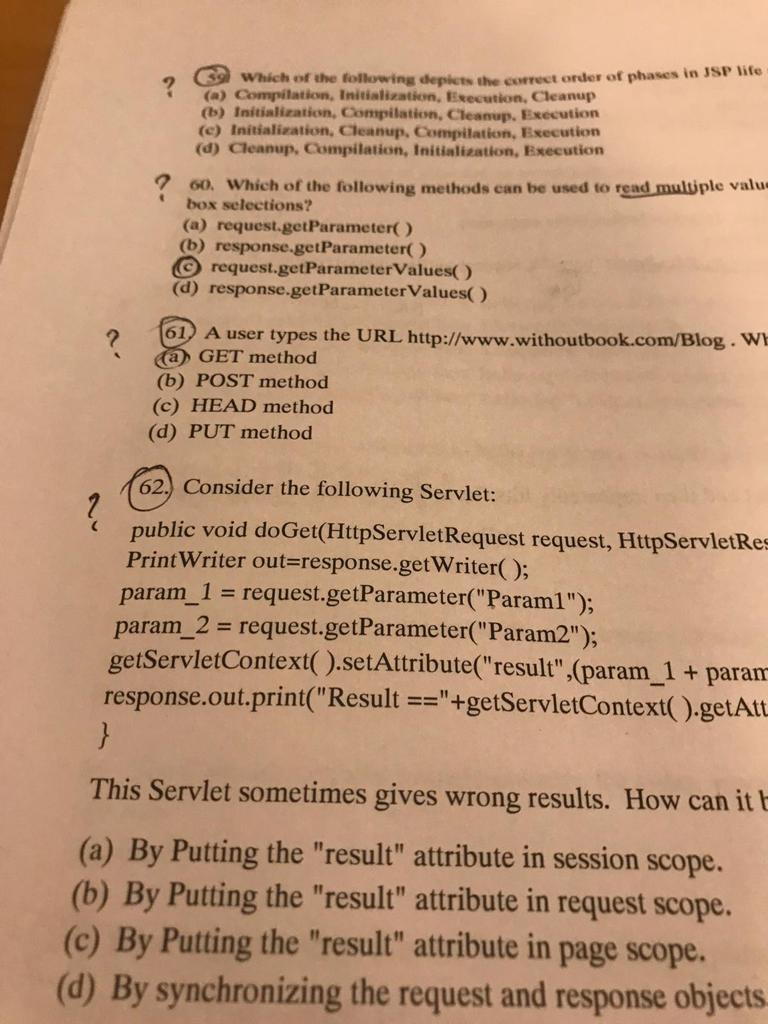 ? 59 Which of the following depicts the correct order of phases in JSP life
(a) Compilation, Initialization, Execution, Cleanup
(b) Initialization, Compilation, Cleanup, Execution
(c) Initialization, Cleanup, Compilation, Execution
(d) Cleanup, Compilation, Initialization, Execution
? 60. Which of the following methods can be used to read multiple
box selections?
(a) request.getParameter( )
(b) response.getParameter( )
(c) request.getParameterValues( )
(d) response.getParameterValues( )
? 61 A user types the URL http://www.withoutbook.com/Blog .
(a) GET method
(b) POST method
(c) HEAD method
(d) PUT method
? 62. Consider the following Servlet:
public void doGet(HttpServletRequest request, HttpServletRes
PrintWriter out=response.getWriter( );
param_1 = request.getParameter("Param1");
param_2 = request.getParameter("Param2");
getServletContext( ).setAttribute("result",(param_1 + param
response.out.print("Result =="+getServletContext( ).getAtt
}
This Servlet sometimes gives wrong results. How can it
(a) By Putting the "result" attribute in session scope.
(b) By Putting the "result" attribute in request scope.
(c) By Putting the "result" attribute in page scope.
(d) By synchronizing the request and response objects.